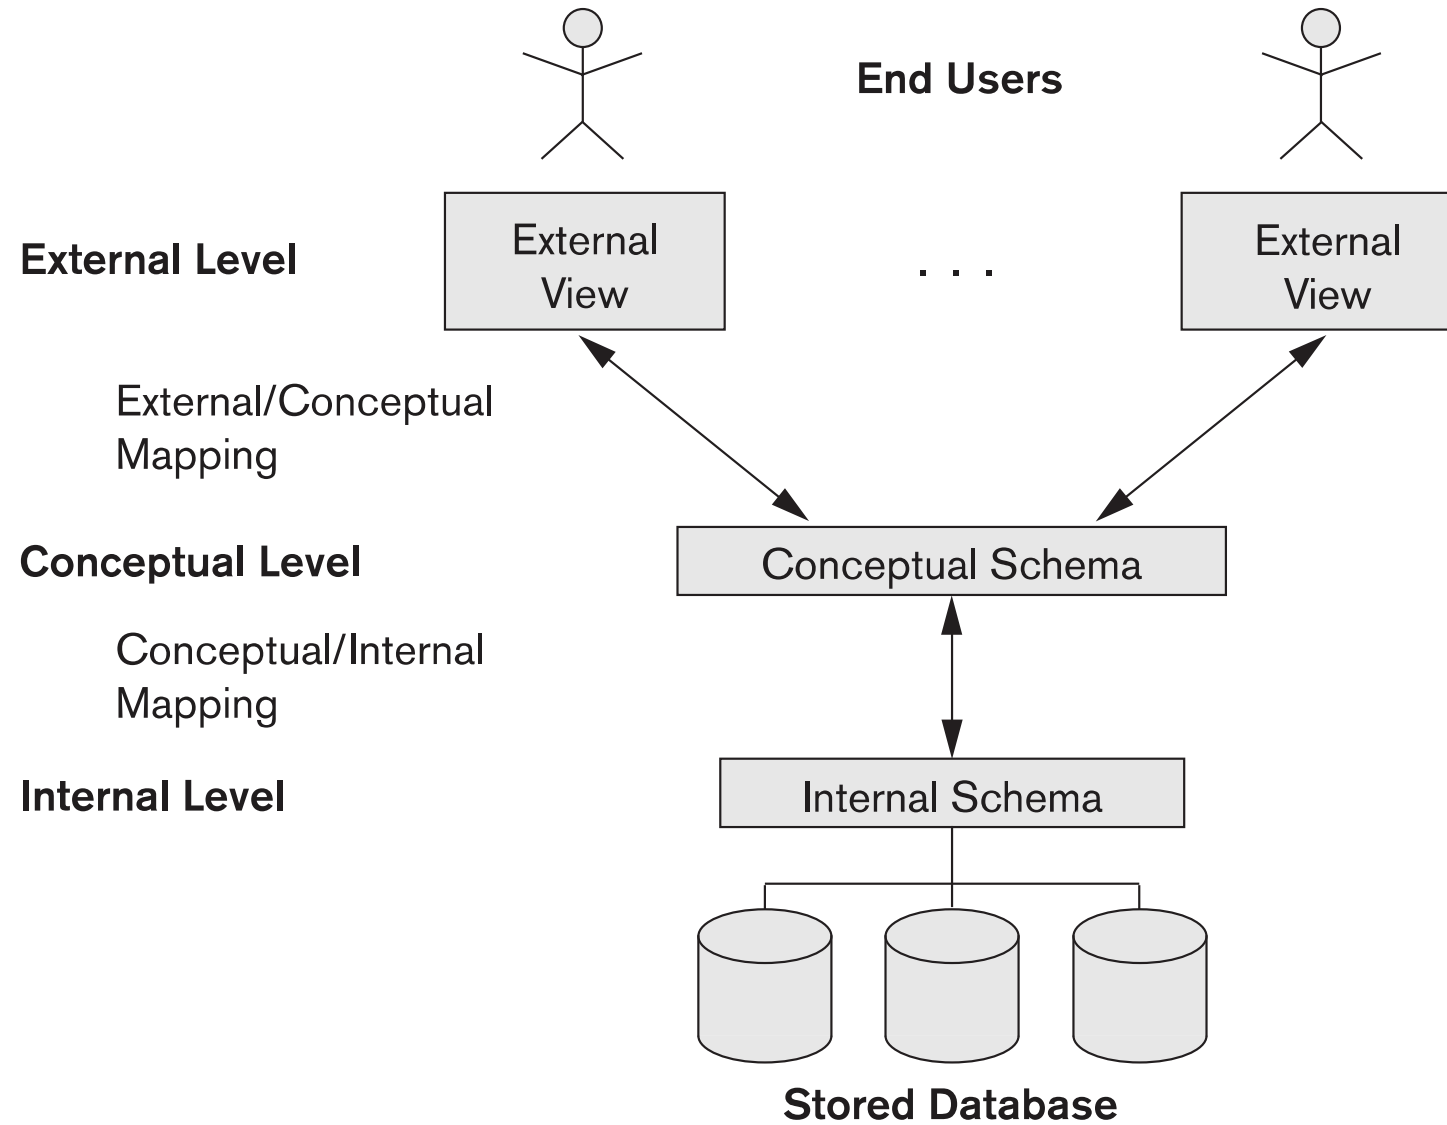 End Users
External Level
External
View
. . .
External
View
External/Conceptual
Mapping
Conceptual Level
Conceptual Schema
Conceptual/Internal
Mapping
Internal Level
Internal Schema
Stored Database